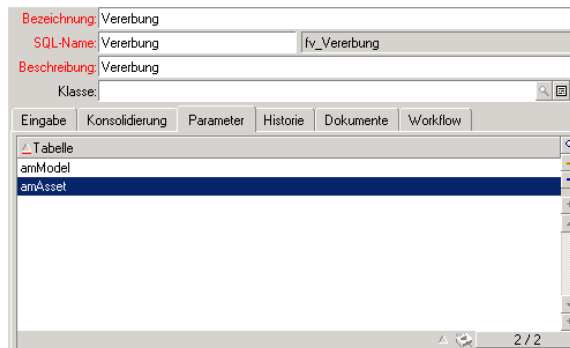 Bezeichnung: Vererbung
SQL-Name: Vererbung fv_Vererbung
Beschreibung: Vererbung
Klasse:
Eingabe Konsolidierung Parameter Historie Dokumente Workflow
Tabelle
amModel
amAsset
2 / 2